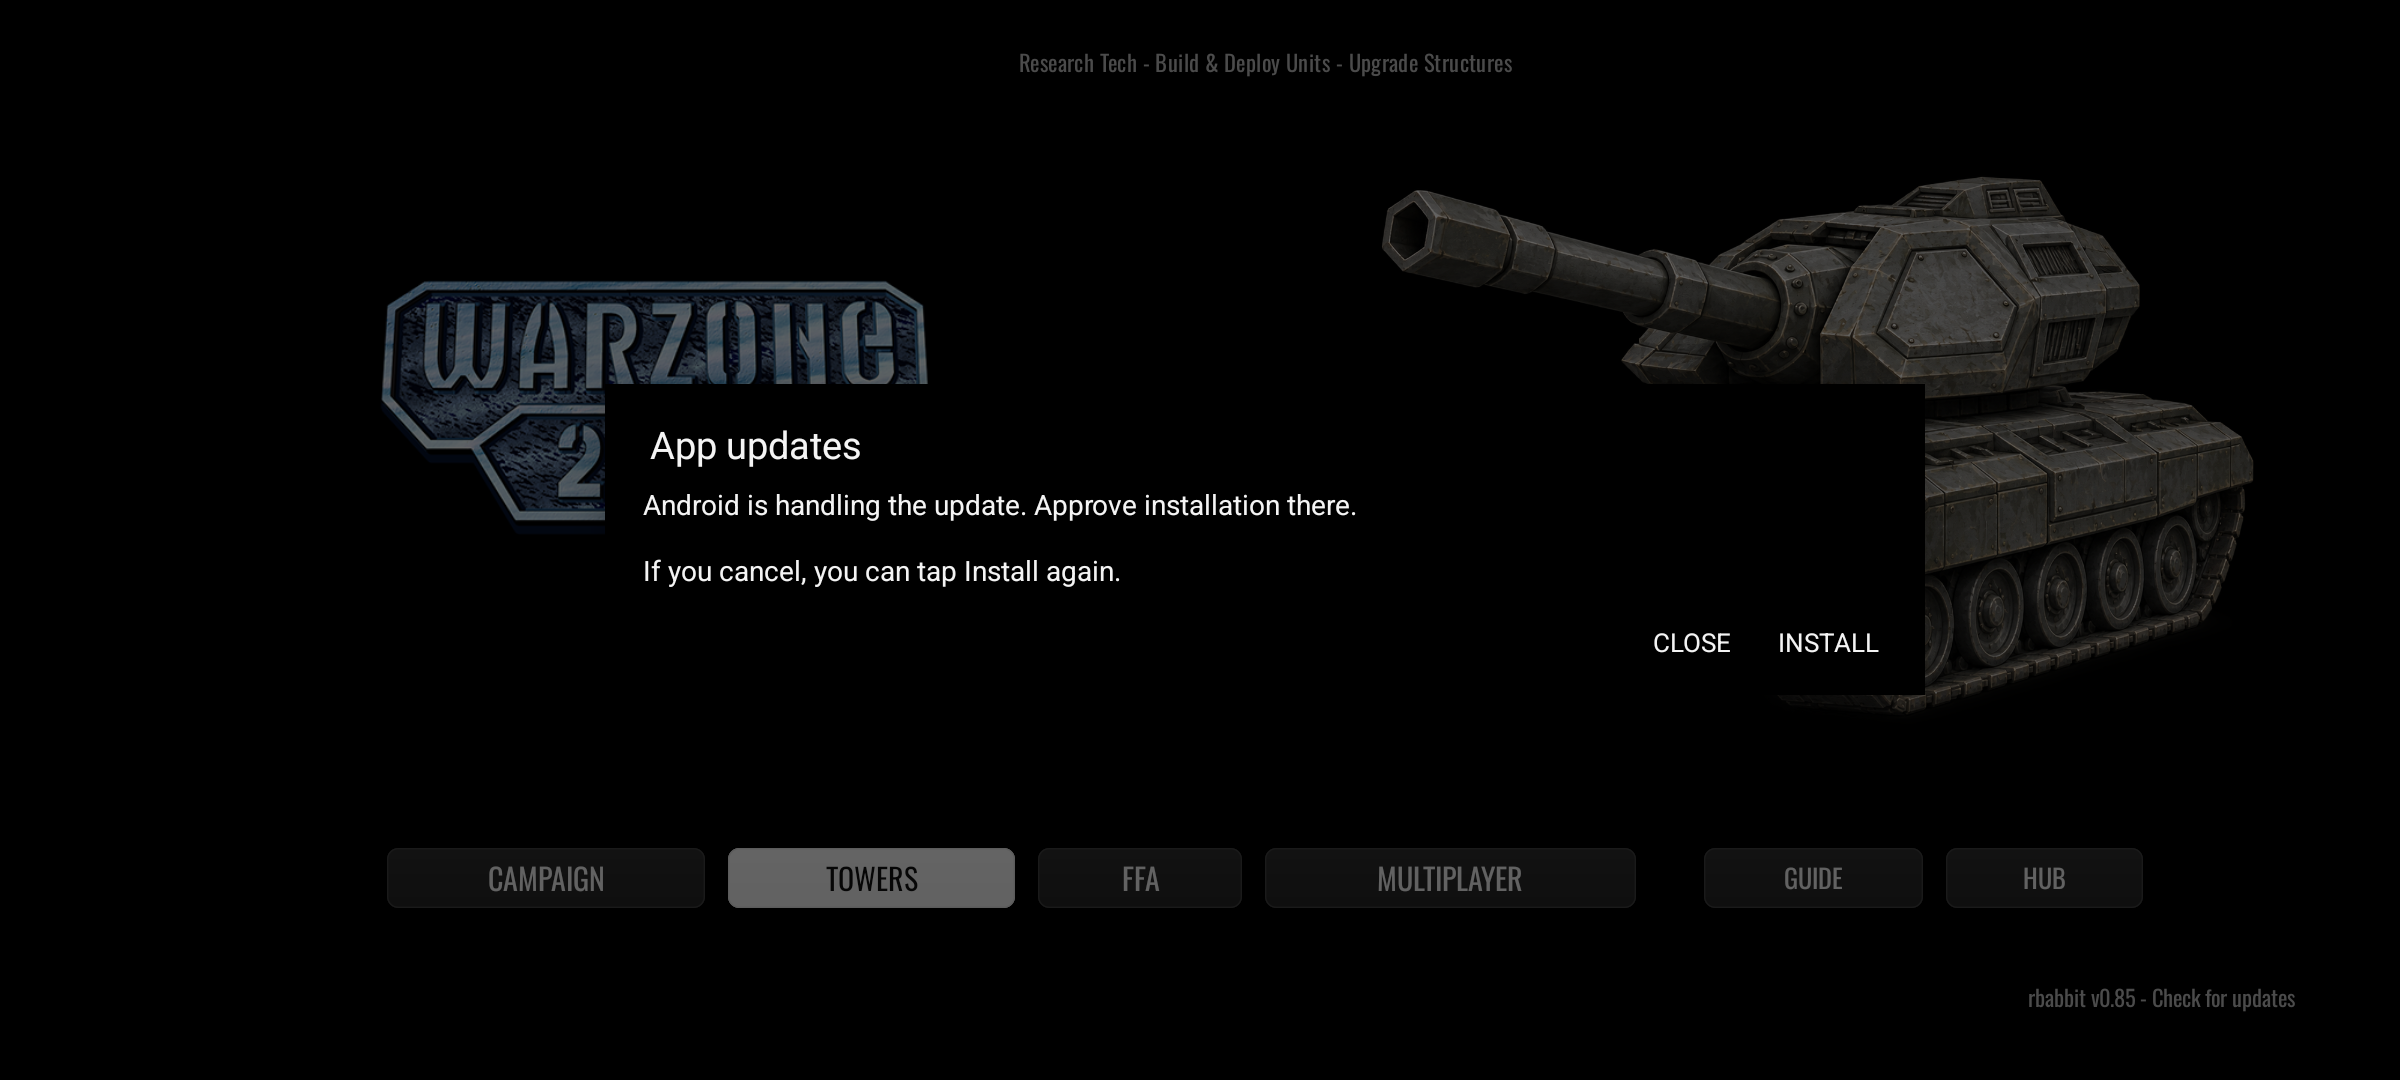 Research Tech - Build & Deploy Units - Upgrade Structures
WARZONE
2
App updates
Android is handling the update. Approve installation there.
If you cancel, you can tap Install again.
CLOSE INSTALL
CAMPAIGN TOWERS FFA MULTIPLAYER GUIDE HUB
rbabbit v0.85 - Check for updates